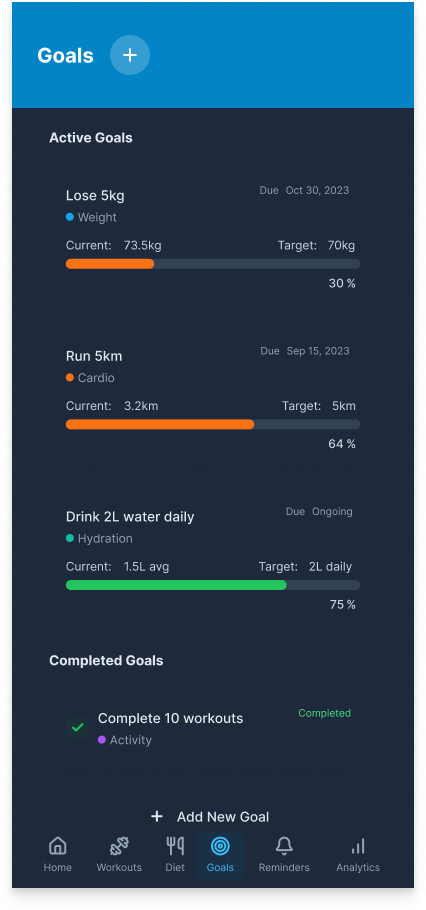 Goals
Active Goals
Lose 5kg Due Oct 30, 2023
Weight
Current: 73.5kg Target: 70kg
30 %
Run 5km Due Sep 15, 2023
Cardio
Current: 3.2km Target: 5km
64 %
Drink 2L water daily Due Ongoing
Hydration
Current: 1.5L avg Target: 2L daily
75 %
Completed Goals
Complete 10 workouts Completed
Activity
+ Add New Goal
Home Workouts Diet Goals Reminders Analytics